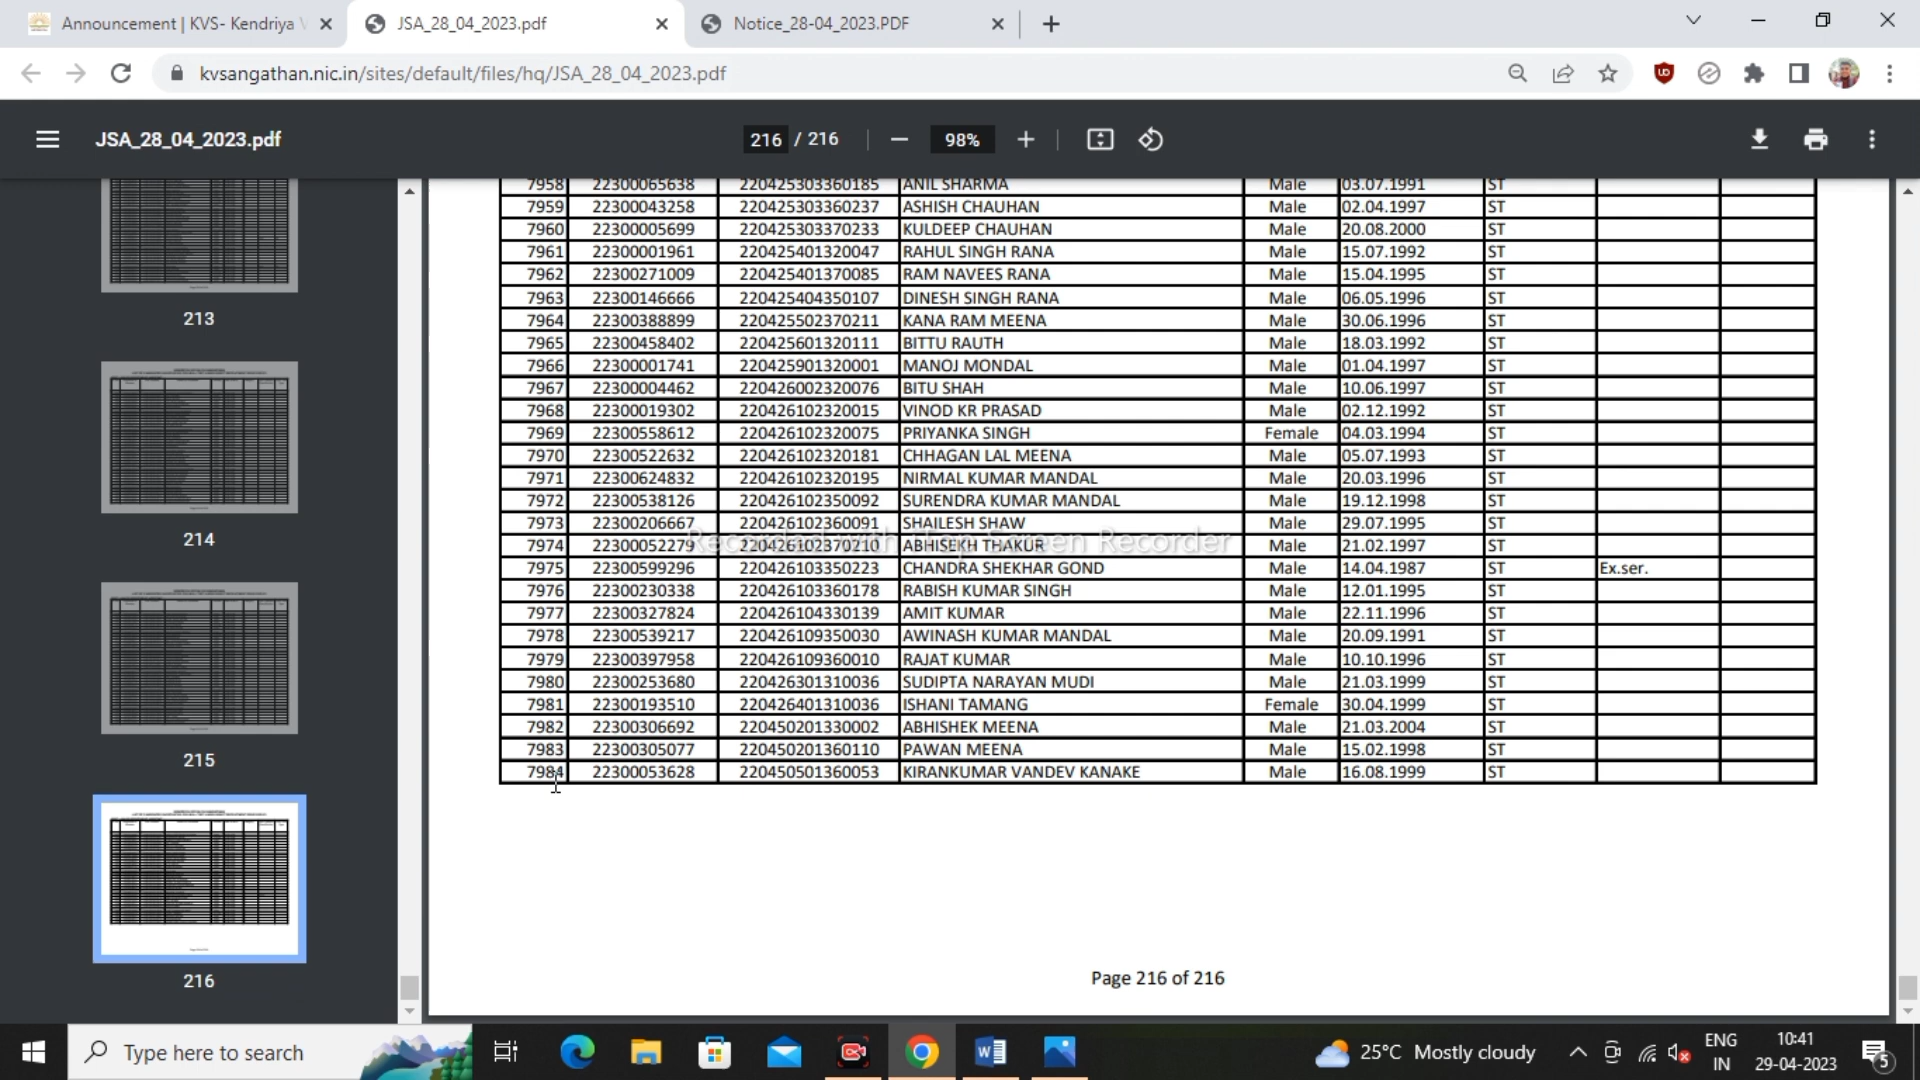 Announcement | KVS- Kendriya V
JSA_28_04_2023.pdf
Notice_28-04_2023.PDF
kvsangathan.nic.in/sites/default/files/hq/JSA_28_04_2023.pdf
JSA_28_04_2023.pdf
216 / 216
98%
213
214
215
216
7958 22300065638 220425303360185 ANIL SHARMA Male 03.07.1991 ST
7959 22300043258 220425303360237 ASHISH CHAUHAN Male 02.04.1997 ST
7960 22300005699 220425303370233 KULDEEP CHAUHAN Male 20.08.2000 ST
7961 22300001961 220425401320047 RAHUL SINGH RANA Male 15.07.1992 ST
7962 22300271009 220425401370085 RAM NAVEES RANA Male 15.04.1995 ST
7963 22300146666 220425404350107 DINESH SINGH RANA Male 06.05.1996 ST
7964 22300388899 220425502370211 KANA RAM MEENA Male 30.06.1996 ST
7965 22300458402 220425601320111 BITTU RAUTH Male 18.03.1992 ST
7966 22300001741 220425901320001 MANOJ MONDAL Male 01.04.1997 ST
7967 22300004462 220426002320076 BITU SHAH Male 10.06.1997 ST
7968 22300019302 220426102320015 VINOD KR PRASAD Male 02.12.1992 ST
7969 22300558612 220426102320075 PRIYANKA SINGH Female 04.03.1994 ST
7970 22300522632 220426102320181 CHHAGAN LAL MEENA Male 05.07.1993 ST
7971 22300624832 220426102320195 NIRMAL KUMAR MANDAL Male 20.03.1996 ST
7972 22300538126 220426102350092 SURENDRA KUMAR MANDAL Male 19.12.1998 ST
7973 22300206667 220426102360091 SHAILESH SHAW Male 29.07.1995 ST
Recorded with iTop Screen Recorder
7974 22300052279 220426102370210 ABHISEKH THAKUR Male 21.02.1997 ST
7975 22300599296 220426103350223 CHANDRA SHEKHAR GOND Male 14.04.1987 ST Ex.ser.
7976 22300230338 220426103360178 RABISH KUMAR SINGH Male 12.01.1995 ST
7977 22300327824 220426104330139 AMIT KUMAR Male 22.11.1996 ST
7978 22300539217 220426109350030 AWINASH KUMAR MANDAL Male 20.09.1991 ST
7979 22300397958 220426109360010 RAJAT KUMAR Male 10.10.1996 ST
7980 22300253680 220426301310036 SUDIPTA NARAYAN MUDI Male 21.03.1999 ST
7981 22300193510 220426401310036 ISHANI TAMANG Female 30.04.1999 ST
7982 22300306692 220450201330002 ABHISHEK MEENA Male 21.03.2004 ST
7983 22300305077 220450201360110 PAWAN MEENA Male 15.02.1998 ST
7984 22300053628 220450501360053 KIRANKUMAR VANDEV KANAKE Male 16.08.1999 ST
Page 216 of 216
Type here to search
25°C Mostly cloudy
ENG
IN
10:41
29-04-2023
5